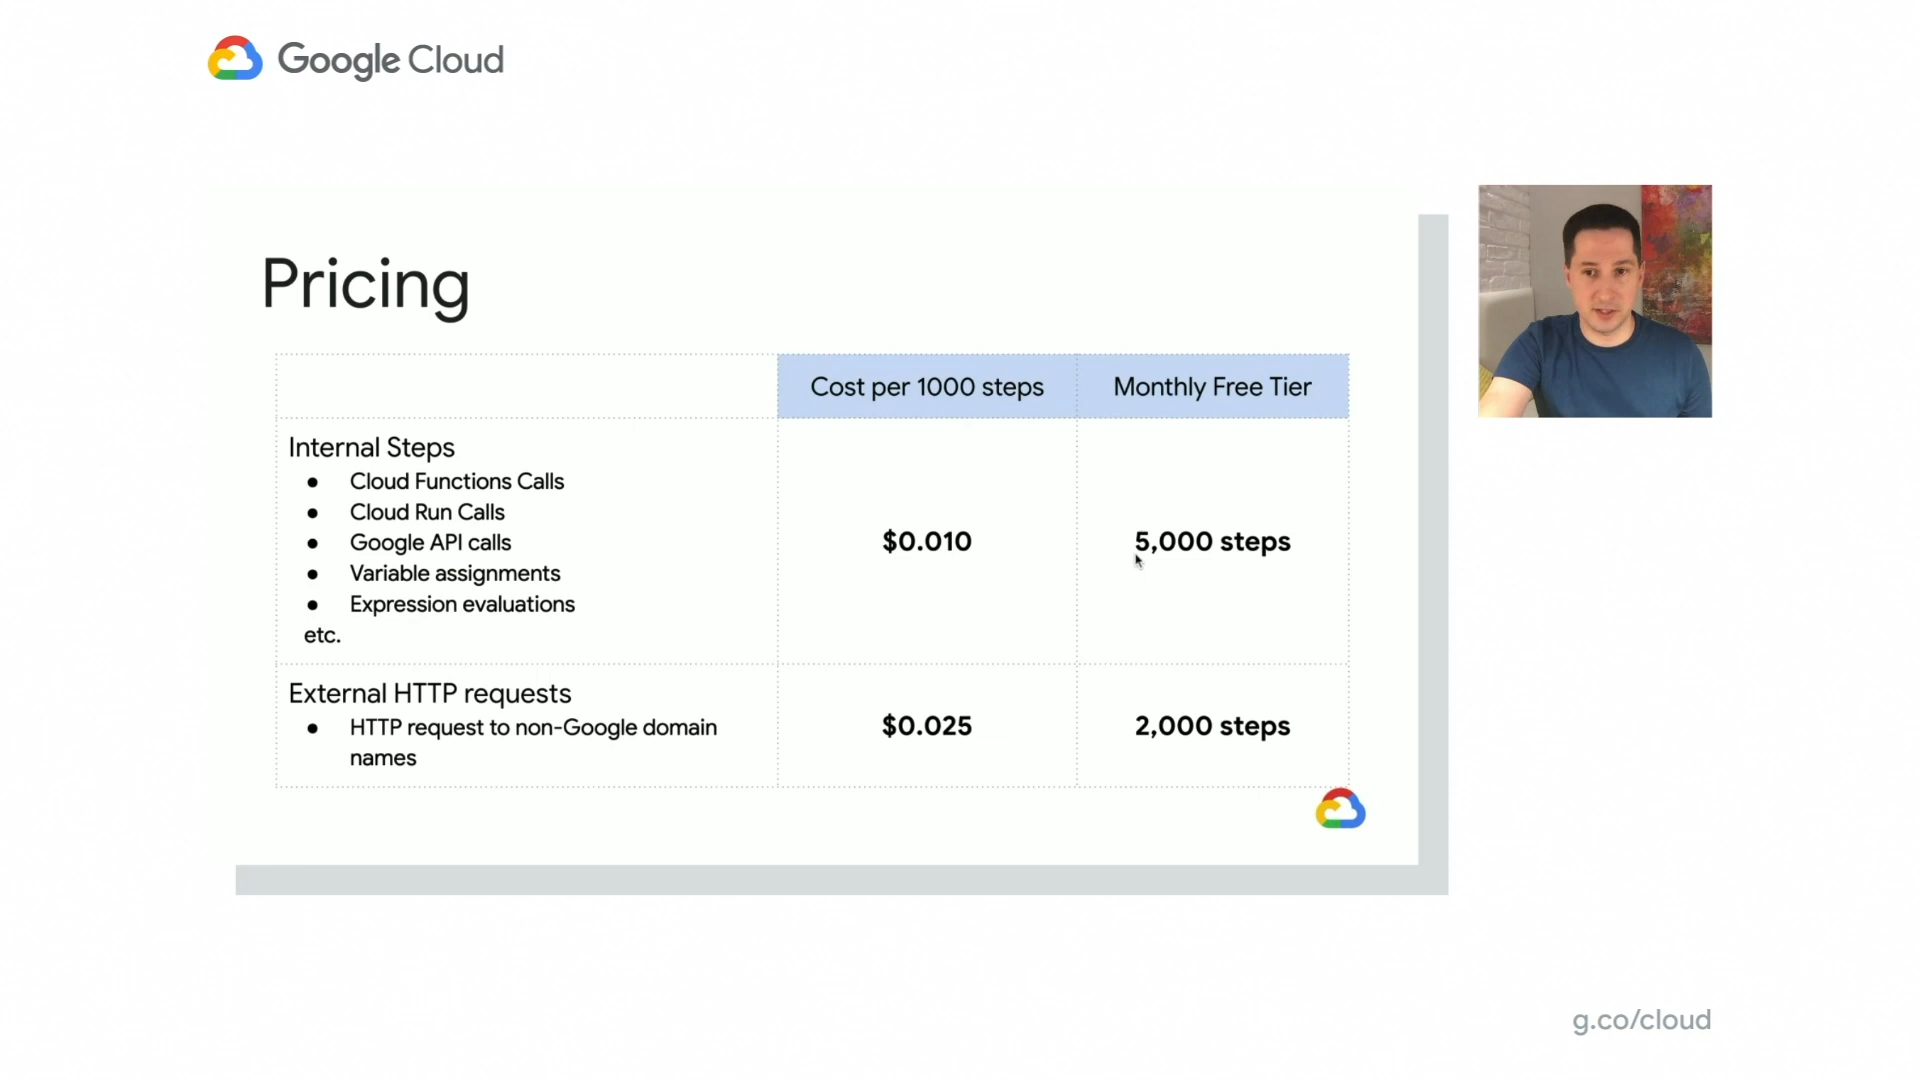 Google Cloud
Pricing
Cost per 1000 steps
Monthly Free Tier
Internal Steps
● Cloud Functions Calls
● Cloud Run Calls
● Google API calls
● Variable assignments
● Expression evaluations
etc.
$0.010
5,000 steps
External HTTP requests
● HTTP request to non-Google domain
names
$0.025
2,000 steps
g.co/cloud